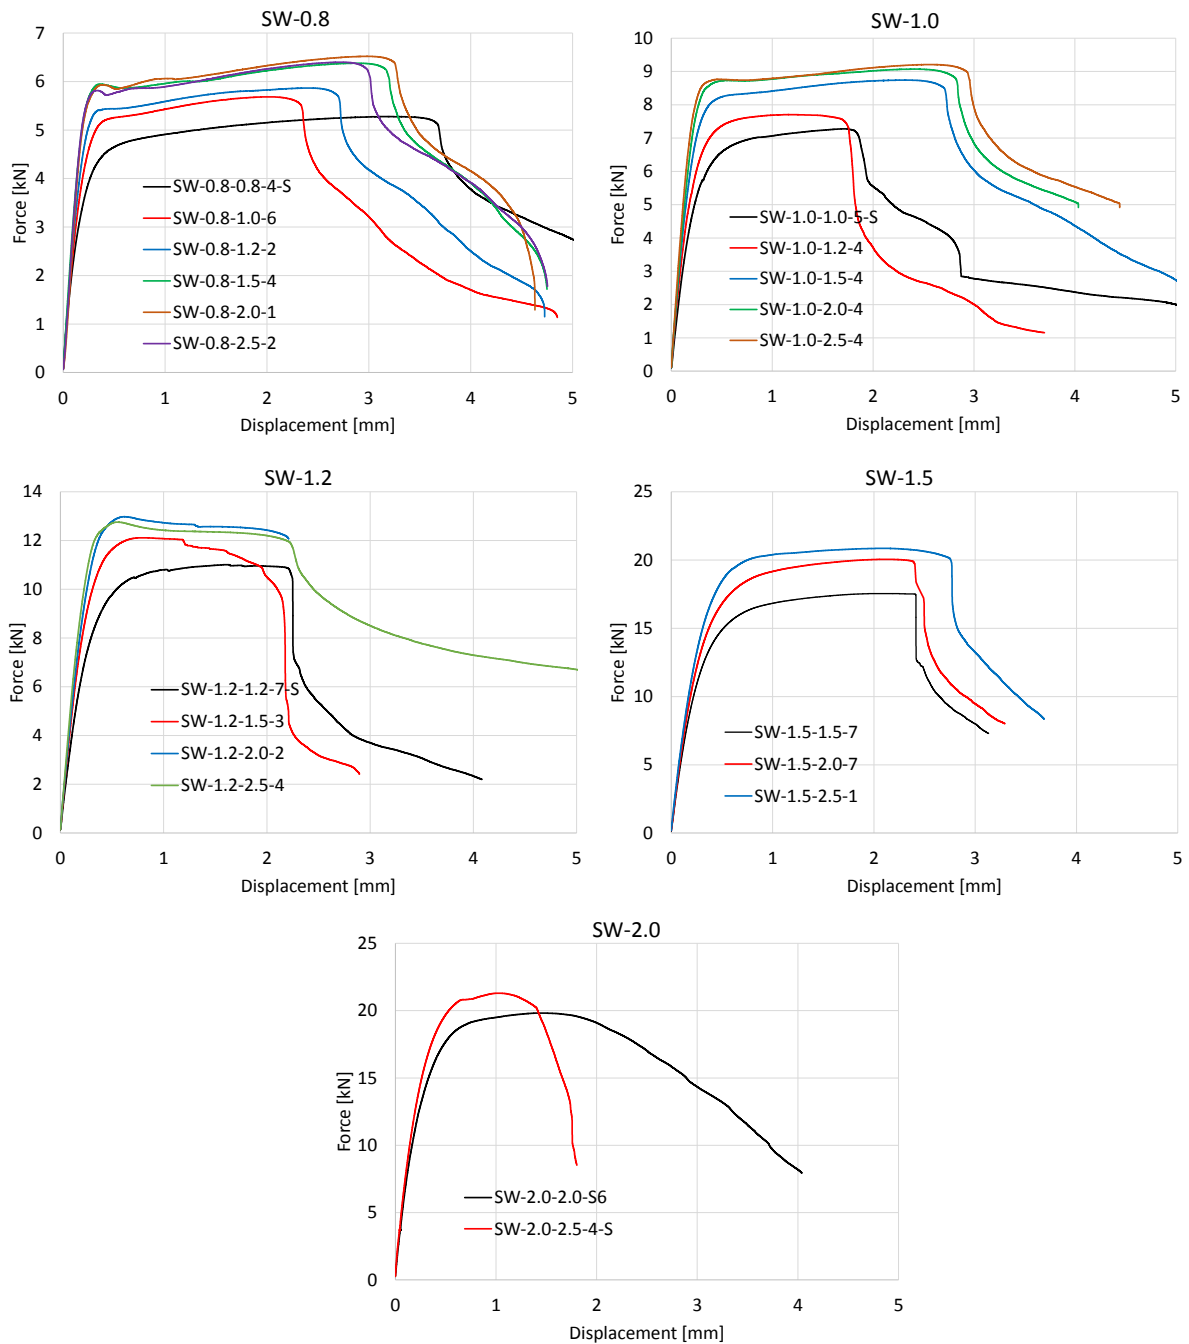 SW-0.8
7
6
5
4
3
2
1
0
Force [kN]
SW-0.8-0.8-4-S
SW-0.8-1.0-6
SW-0.8-1.2-2
SW-0.8-1.5-4
SW-0.8-2.0-1
SW-0.8-2.5-2
0 1 2 3 4 5
Displacement [mm]
SW-1.0
10
9
8
7
6
5
4
3
2
1
0
Force [kN]
SW-1.0-1.0-5-S
SW-1.0-1.2-4
SW-1.0-1.5-4
SW-1.0-2.0-4
SW-1.0-2.5-4
0 1 2 3 4 5
Displacement [mm]
SW-1.2
14
12
10
8
6
4
2
0
Force [kN]
SW-1.2-1.2-7-S
SW-1.2-1.5-3
SW-1.2-2.0-2
SW-1.2-2.5-4
0 1 2 3 4 5
Displacement [mm]
SW-1.5
25
20
15
10
5
0
Force [kN]
SW-1.5-1.5-7
SW-1.5-2.0-7
SW-1.5-2.5-1
0 1 2 3 4 5
Displacement [mm]
SW-2.0
25
20
15
10
5
0
Force [kN]
SW-2.0-2.0-S6
SW-2.0-2.5-4-S
0 1 2 3 4 5
Displacement [mm]